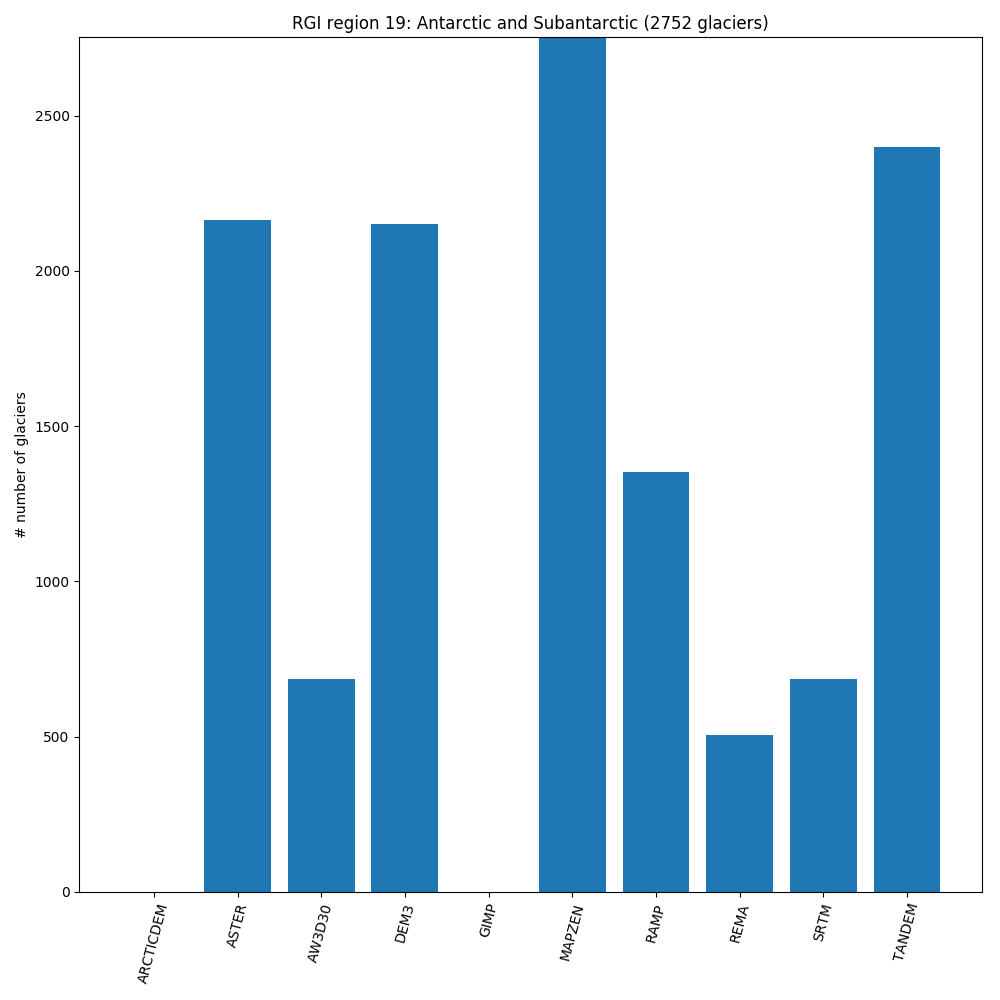 RGI region 19: Antarctic and Subantarctic (2752 glaciers)
# number of glaciers
2500
2000
1500
1000
500
0
ARCTICDEM
ASTER
AW3D30
DEM3
GIMP
MAPZEN
RAMP
REMA
SRTM
TANDEM